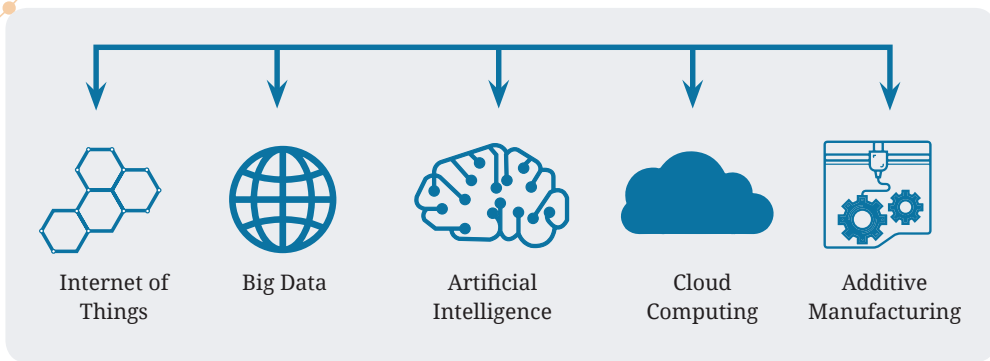 Internet of
Things
Big Data
Artificial
Intelligence
Cloud
Computing
Additive
Manufacturing